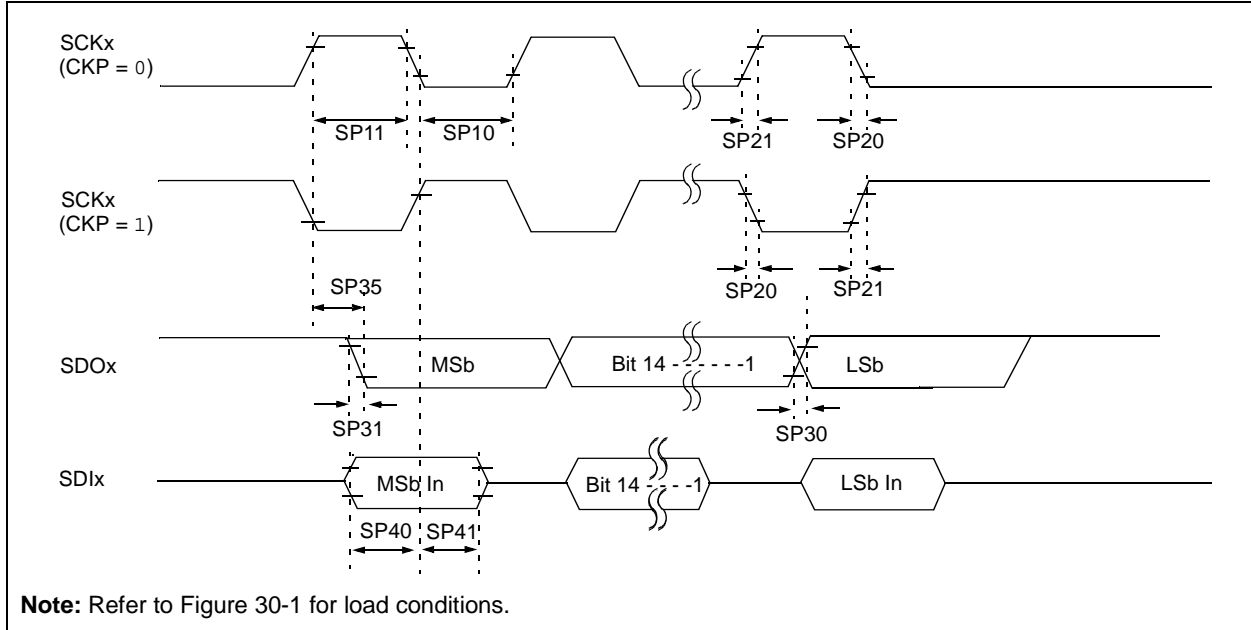 SCKx
(CKP = 0)
SP11
SP10
SP21
SP20
SCKx
(CKP = 1)
SP35
SP20
SP21
SDOx
MSb
Bit 14 - - - - - -1
LSb
SP31
SP30
SDIx
MSb In
Bit 14 - - - -1
LSb In
SP40
SP41
Note: Refer to Figure 30-1 for load conditions.